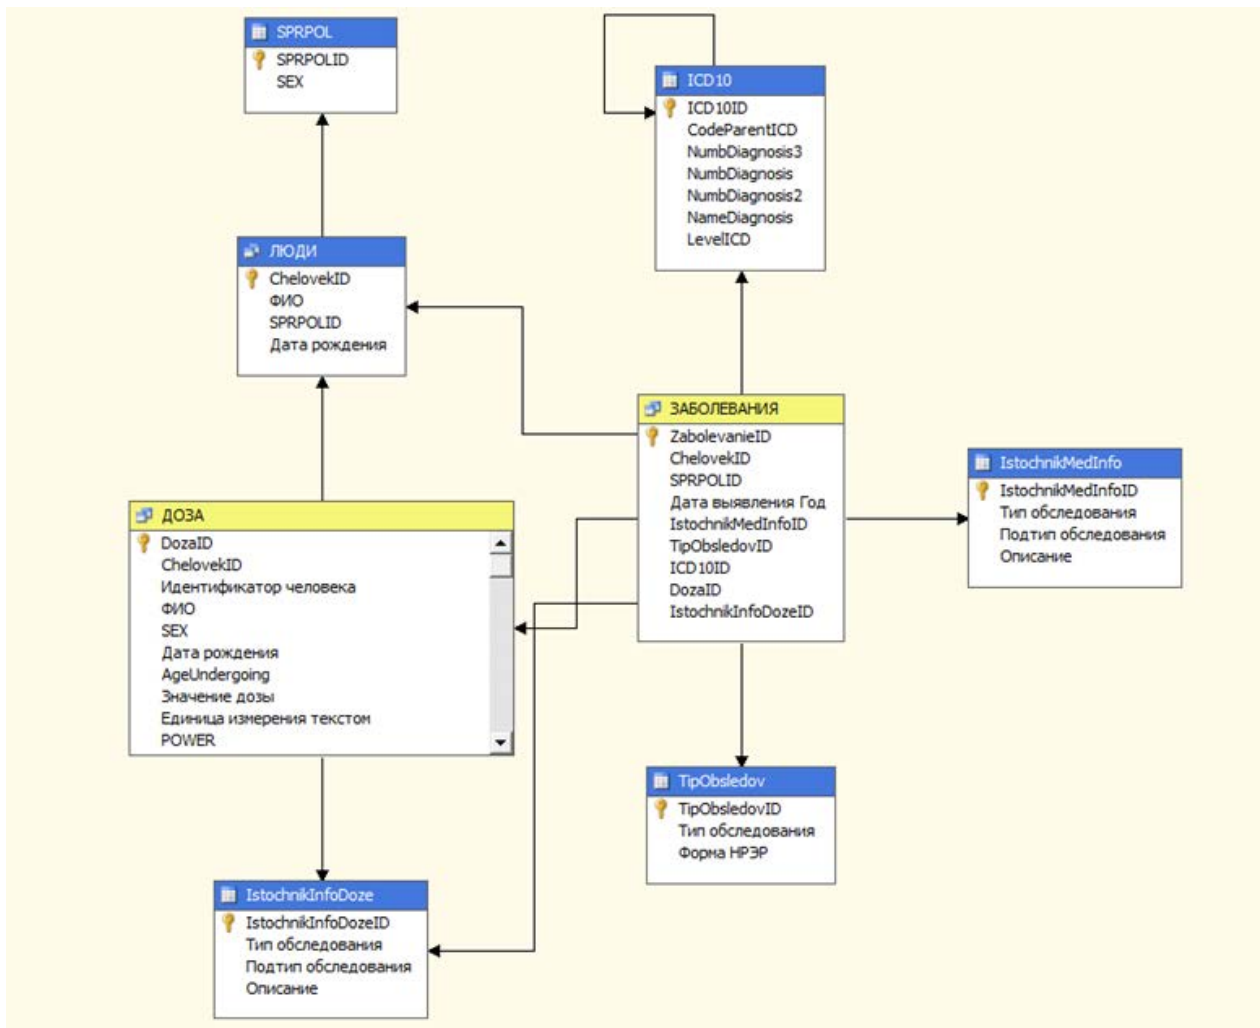 SPRPOL
SPRPOLID
SEX
ICD10
ICD10ID
CodeParentICD
NumbDiagnosis3
NumbDiagnosis
NumbDiagnosis2
NameDiagnosis
LevelICD
ЛЮДИ
ChelovekID
ФИО
SPRPOLID
Дата рождения
ЗАБОЛЕВАНИЯ
ZabolevanieID
ChelovekID
SPRPOLID
Дата выявления Год
IstochnikMedInfoID
TipObsledovID
ICD10ID
DozaID
IstochnikInfoDozeID
IstochnikMedInfo
IstochnikMedInfoID
Тип обследования
Подтип обследования
Описание
ДОЗА
DozaID
ChelovekID
Идентификатор человека
ФИО
SEX
Дата рождения
AgeUndergoing
Значение дозы
Единица измерения текстом
POWER
TipObsledov
TipObsledovID
Тип обследования
Форма НРЭР
IstochnikInfoDoze
IstochnikInfoDozeID
Тип обследования
Подтип обследования
Описание